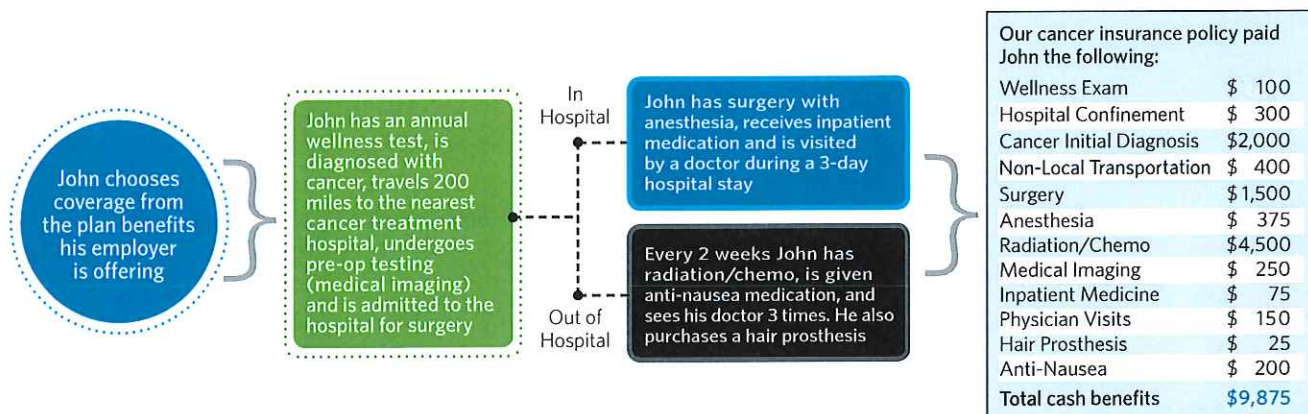 John chooses
coverage from
the plan benefits
his employer
is offering
John has an annual
wellness test, is
diagnosed with
cancer, travels 200
miles to the nearest
cancer treatment
hospital, undergoes
pre-op testing
(medical imaging)
and is admitted to the
hospital for surgery
In
Hospital
John has surgery with
anesthesia, receives inpatient
medication and is visited
by a doctor during a 3-day
hospital stay
Out of
Hospital
Every 2 weeks John has
radiation/chemo, is given
anti-nausea medication, and
sees his doctor 3 times. He also
purchases a hair prosthesis
Our cancer insurance policy paid
John the following:
Wellness Exam $ 100
Hospital Confinement $ 300
Cancer Initial Diagnosis $2,000
Non-Local Transportation $ 400
Surgery $1,500
Anesthesia $ 375
Radiation/Chemo $4,500
Medical Imaging $ 250
Inpatient Medicine $ 75
Physician Visits $ 150
Hair Prosthesis $ 25
Anti-Nausea $ 200
Total cash benefits $9,875